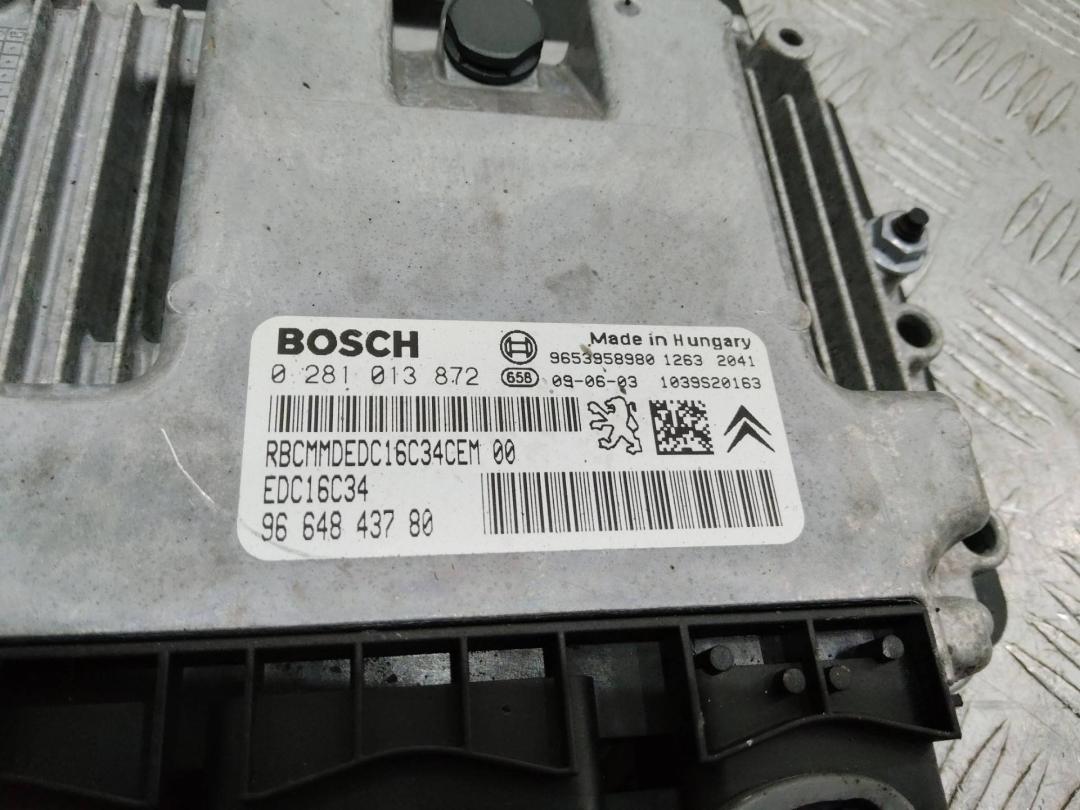 BOSCH
Made in Hungary
9653958980 1263 2041
0 281 013 872 658 09-06-03 1039S20163
RBCMMDEDC16C34CEM 00
EDC16C34
96 648 437 80